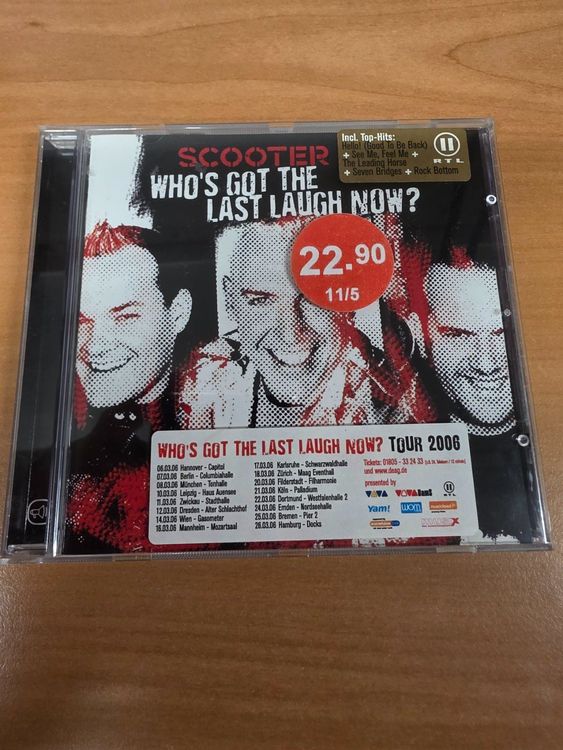 SCOOTER
WHO'S GOT THE
LAST LAUGH NOW?
Incl. Top-Hits:
Hello! (Good To Be Back)
+ See Me, Feel Me +
The Leading Horse
+ Seven Bridges + Rock Bottom
II
RTL
22.90
11/5
WHO'S GOT THE LAST LAUGH NOW? TOUR 2006
06.03.06 Hannover - Capitol
07.03.06 Berlin - Columbiahalle
08.03.06 München - Tonhalle
10.03.06 Leipzig - Haus Auensee
11.03.06 Zwickau - Stadthalle
12.03.06 Dresden - Alter Schlachthof
14.03.06 Wien - Gasometer
16.03.06 Mannheim - Mozartsaal
17.03.06 Karlsruhe - Schwarzwaldhalle
18.03.06 Zürich - Maag Eventhall
20.03.06 Filderstadt - Filharmonie
21.03.06 Köln - Palladium
22.03.06 Dortmund - Westfalenhalle 2
24.03.06 Emden - Nordseehalle
25.03.06 Bremen - Pier 2
26.03.06 Hamburg - Docks
Tickets: 01805 - 33 24 33
und www.deag.de
presented by
VIVA
RTL
Yam!
WOM